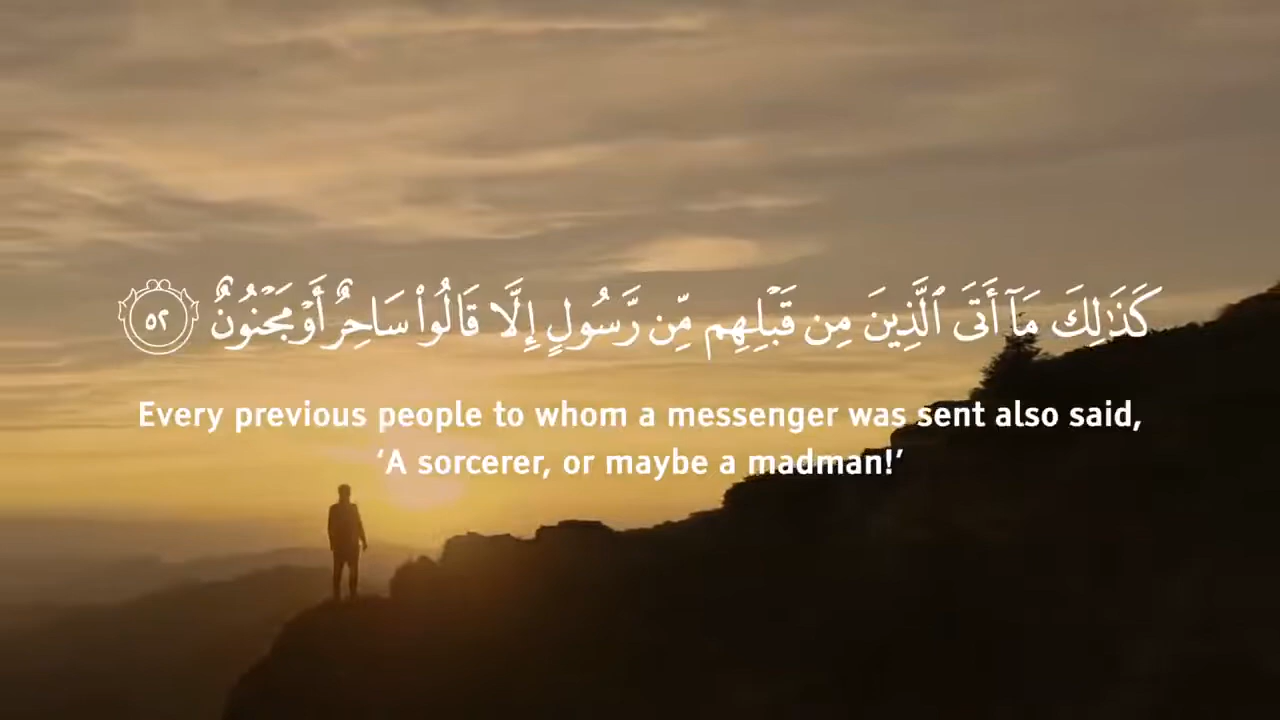 كَذَٰلِكَ مَآ أَتَى ٱلَّذِينَ مِن قَبْلِهِم مِّن رَّسُولٍ إِلَّا قَالُوا۟ سَاحِرٌ أَوْ مَجْنُونٌ ٥٢
Every previous people to whom a messenger was sent also said,
‘A sorcerer, or maybe a madman!’